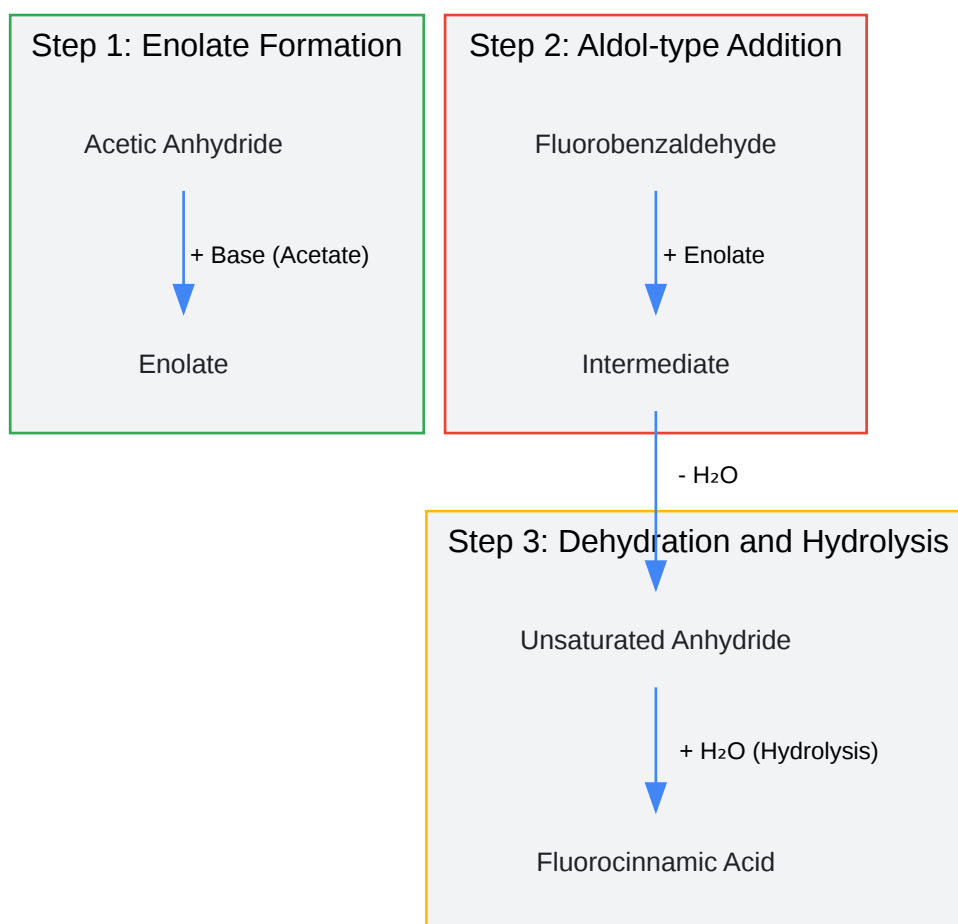 Step 1: Enolate Formation
Acetic Anhydride
+ Base (Acetate)
Enolate
Step 2: Aldol-type Addition
Fluorobenzaldehyde
+ Enolate
Intermediate
- H₂O
Step 3: Dehydration and Hydrolysis
Unsaturated Anhydride
+ H₂O (Hydrolysis)
Fluorocinnamic Acid